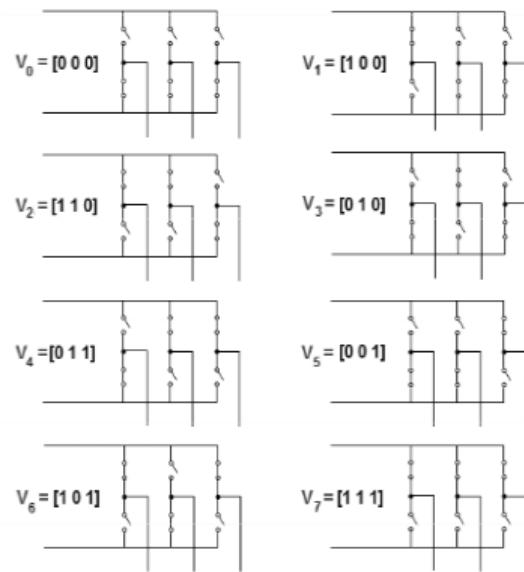 V0 = [0 0 0]
V1 = [1 0 0]
V2 = [1 1 0]
V3 = [0 1 0]
V4 = [0 1 1]
V5 = [0 0 1]
V6 = [1 0 1]
V7 = [1 1 1]